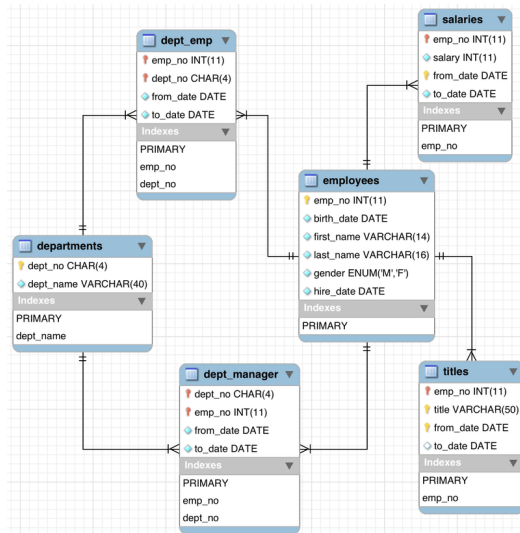 dept_emp
emp_no INT(11)
dept_no CHAR(4)
from_date DATE
to_date DATE
Indexes
PRIMARY
emp_no
dept_no
salaries
emp_no INT(11)
salary INT(11)
from_date DATE
to_date DATE
Indexes
PRIMARY
emp_no
employees
emp_no INT(11)
birth_date DATE
first_name VARCHAR(14)
last_name VARCHAR(16)
gender ENUM('M','F')
hire_date DATE
Indexes
PRIMARY
departments
dept_no CHAR(4)
dept_name VARCHAR(40)
Indexes
PRIMARY
dept_name
dept_manager
dept_no CHAR(4)
emp_no INT(11)
from_date DATE
to_date DATE
Indexes
PRIMARY
emp_no
dept_no
titles
emp_no INT(11)
title VARCHAR(50)
from_date DATE
to_date DATE
Indexes
PRIMARY
emp_no